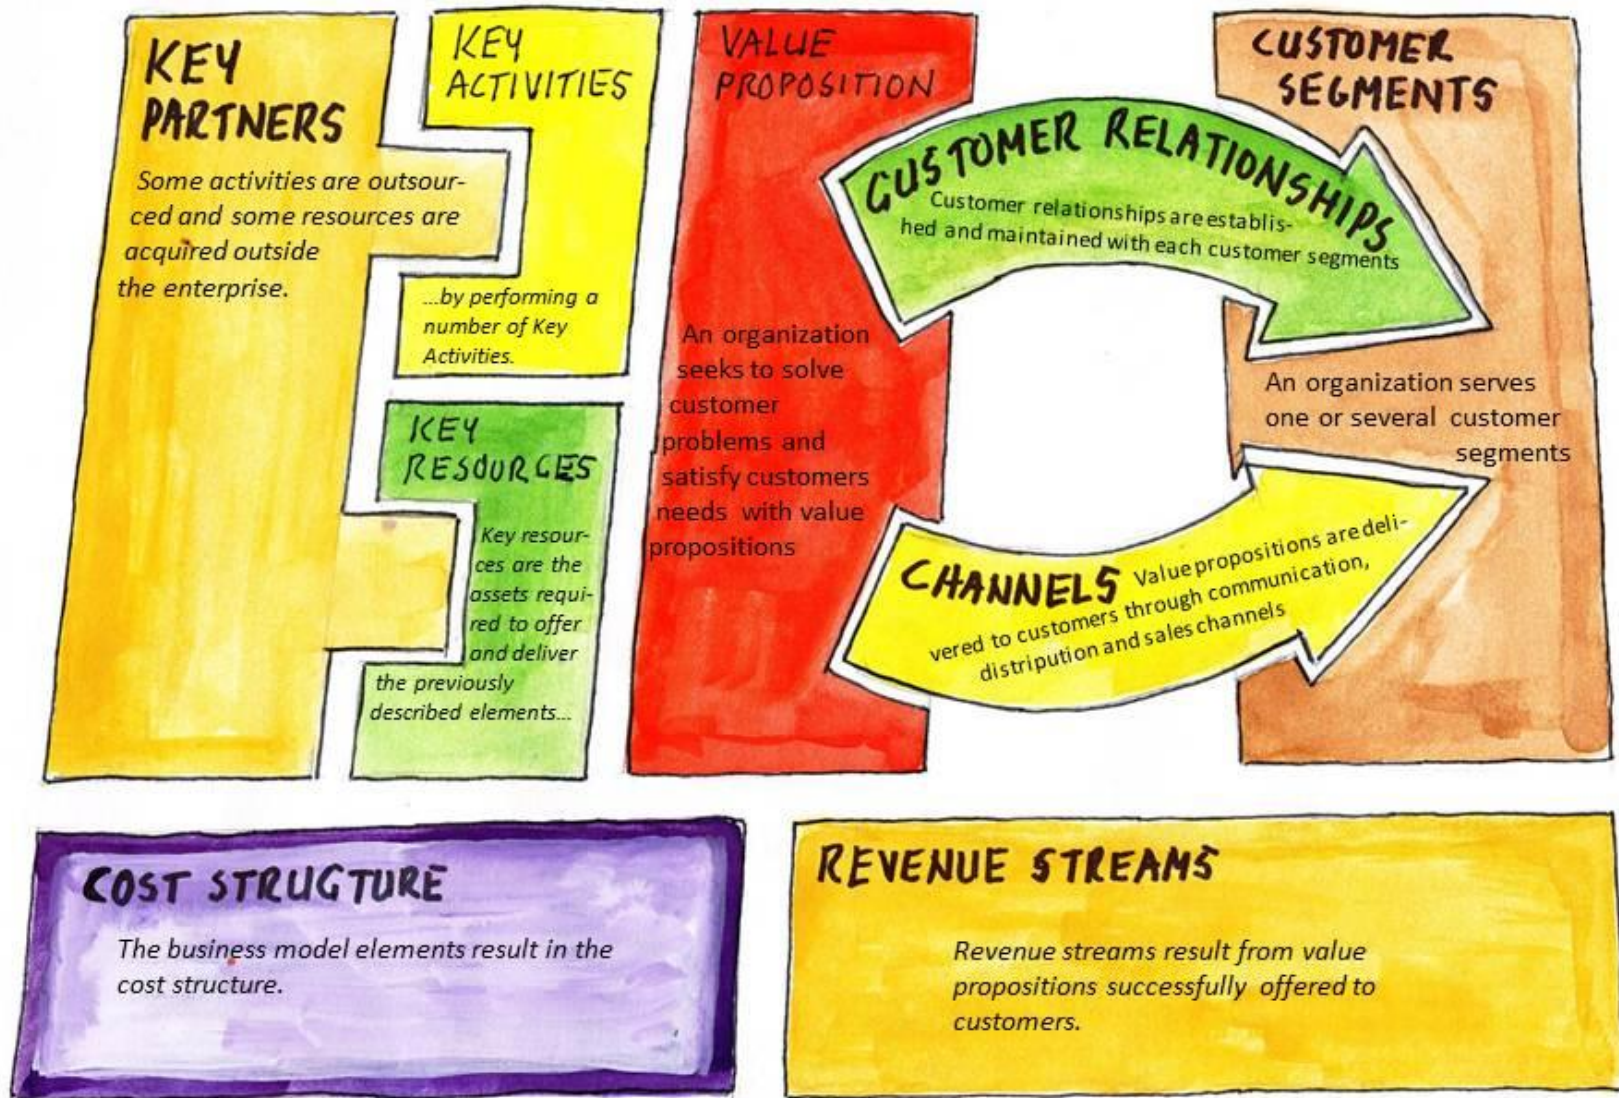 KEY
PARTNERS
Some activities are outsour-
ced and some resources are
acquired outside
the enterprise.
KEY
ACTIVITIES
...by performing a
number of Key
Activities.
KEY
RESOURCES
Key resour-
ces are the
assets requi-
red to offer
and deliver
the previously
described elements...
VALUE
PROPOSITION
An organization
seeks to solve
customer
problems and
satisfy customers
needs with value
propositions
CUSTOMER RELATIONSHIPS
Customer relationships are establis-
hed and maintained with each customer segments
CHANNELS Value propositions are deli-
vered to customers through communication,
distripution and sales channels
CUSTOMER
SEGMENTS
An organization serves
one or several customer
segments
COST STRUCTURE
The business model elements result in the
cost structure.
REVENUE STREAMS
Revenue streams result from value
propositions successfully offered to
customers.